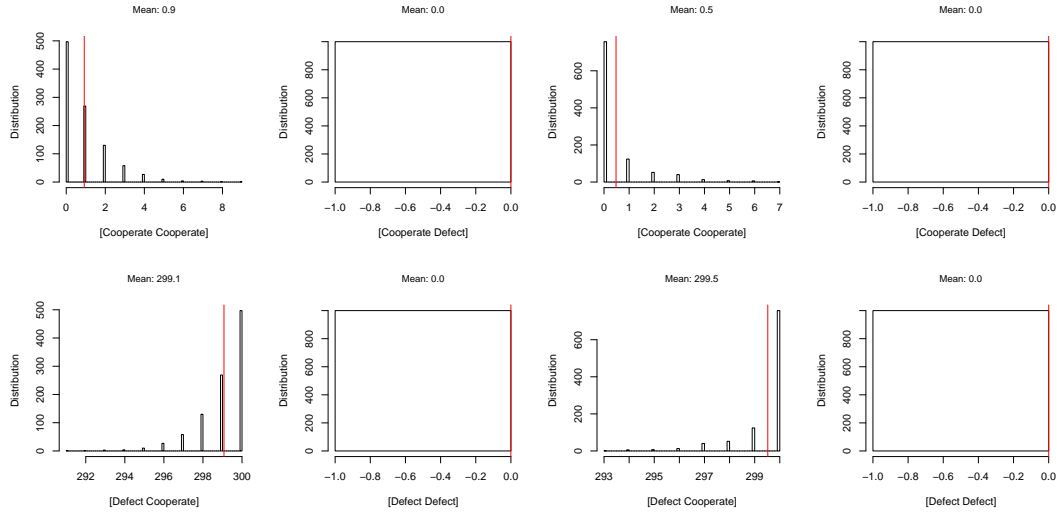 Mean: 0.9
Distribution
0 100 200 300 400 500
0 2 4 6 8
[Cooperate Cooperate]
Mean: 0.0
Distribution
0 200 400 600 800
−1.0 −0.8 −0.6 −0.4 −0.2 0.0
[Cooperate Defect]
Mean: 0.5
Distribution
0 200 400 600
0 1 2 3 4 5 6 7
[Cooperate Cooperate]
Mean: 0.0
Distribution
0 200 400 600 800
−1.0 −0.8 −0.6 −0.4 −0.2 0.0
[Cooperate Defect]
Mean: 299.1
Distribution
0 100 200 300 400 500
292 294 296 298 300
[Defect Cooperate]
Mean: 0.0
Distribution
0 200 400 600 800
−1.0 −0.8 −0.6 −0.4 −0.2 0.0
[Defect Defect]
Mean: 299.5
Distribution
0 200 400 600
293 295 297 299
[Defect Cooperate]
Mean: 0.0
Distribution
0 200 400 600 800
−1.0 −0.8 −0.6 −0.4 −0.2 0.0
[Defect Defect]